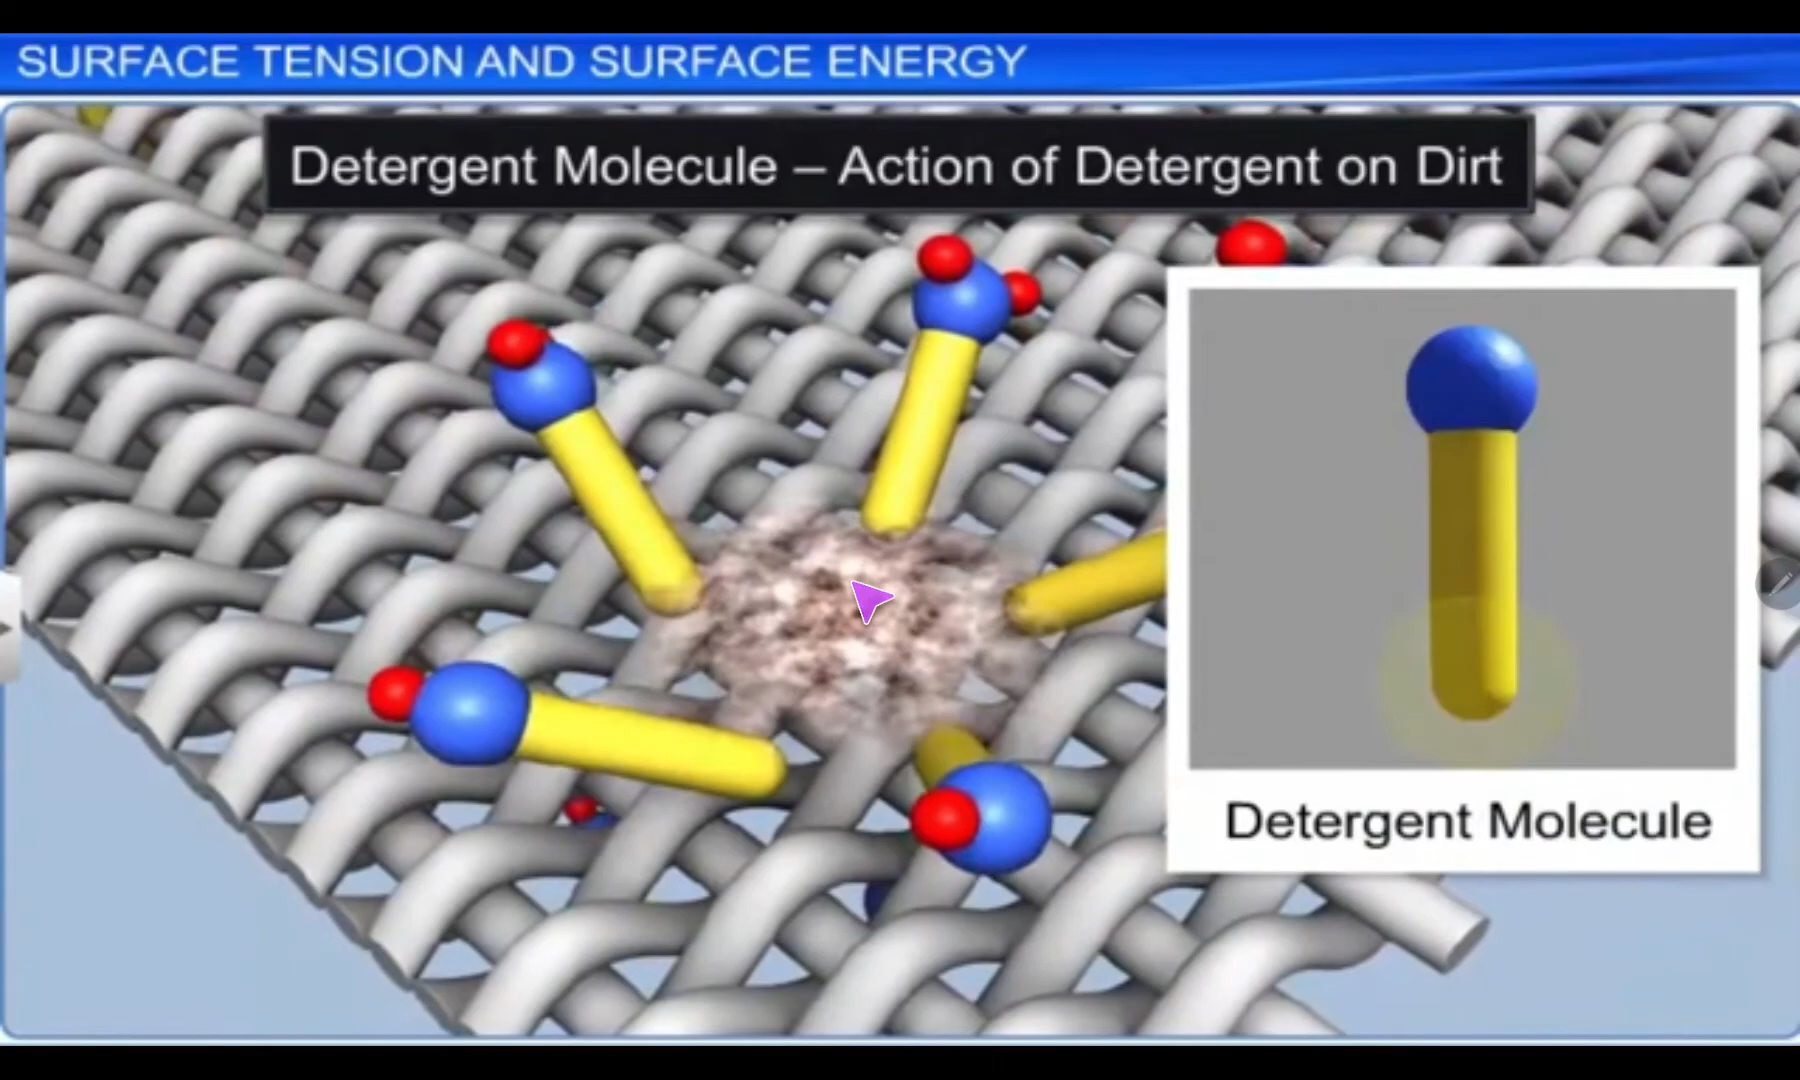 SURFACE TENSION AND SURFACE ENERGY
Detergent Molecule – Action of Detergent on Dirt
Detergent Molecule